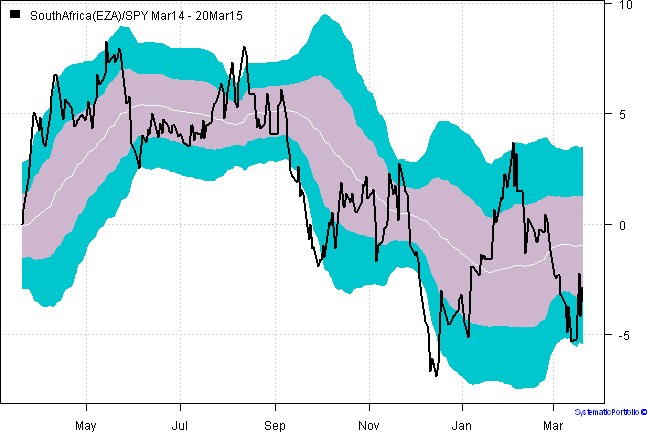 SouthAfrica(EZA)/SPY Mar14 - 20Mar15
10
5
0
-5
May Jul Sep Nov Jan Mar
SystematicPortfolio ©